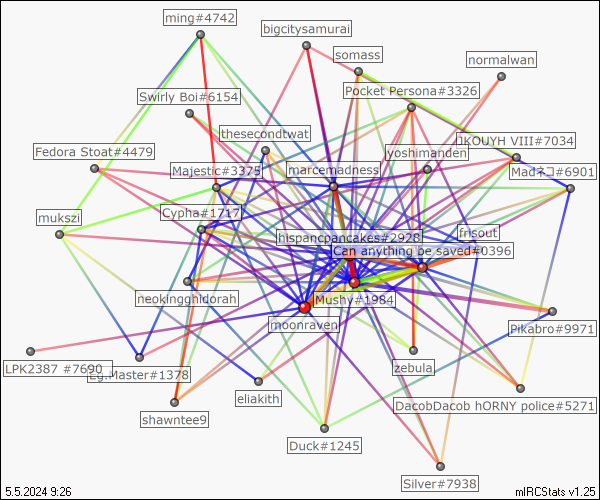 ming#4742
bigcitysamurai
somass
normalwan
Swirly Boi#6154
Pocket Persona#3326
thesecondtwat
JKOUYH_VIII#7034
Fedora Stoat#4479
Majestic#3375
marcemadness
yoshimanden
Madネコ#6901
mukszi
Cypha#1717
hispancpancakes#2928
frisout
Can anything be saved#0396
neokingghidorah
Mushy#1984
moonraven
Pikabro#9971
LPK2387 #7690
Eg.Master#1378
zebula
eliakith
shawntee9
DacobDacob hORNY police#5271
Duck#1245
Silver#7938
5.5.2024 9:26
mIRCStats v1.25